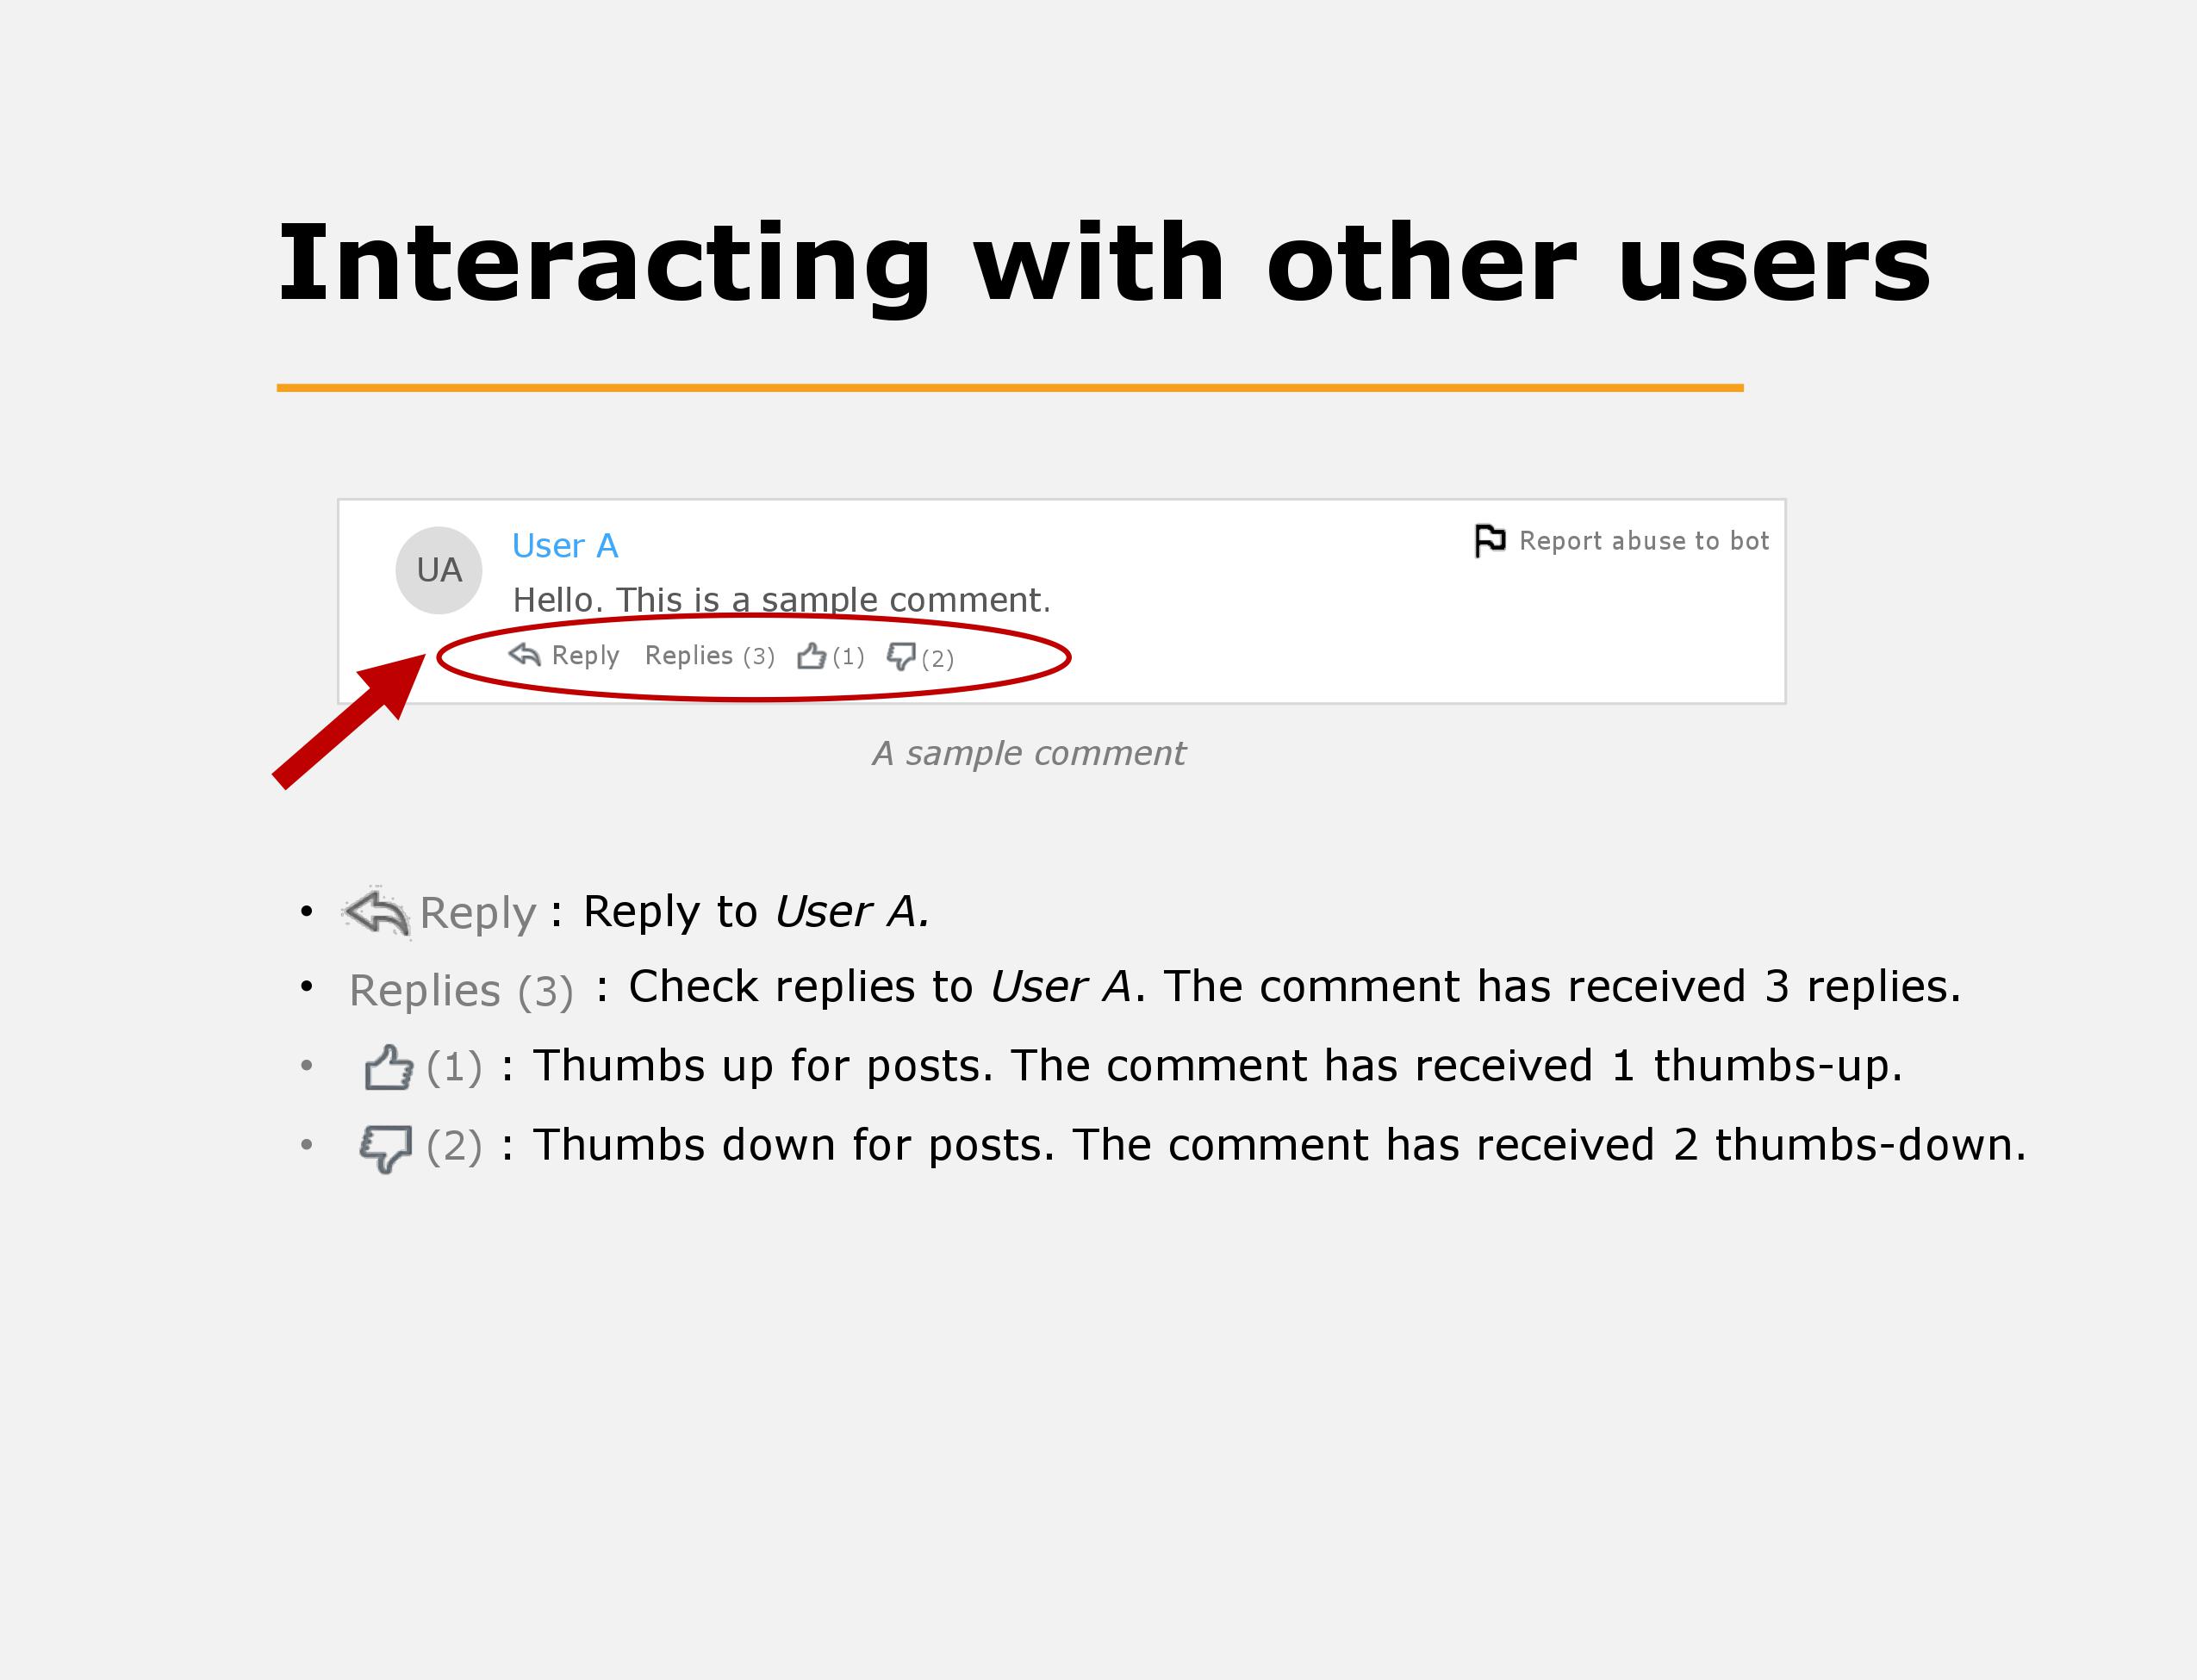 Interacting with other users
UA
User A
Report abuse to bot
Hello. This is a sample comment.
Reply Replies (3) (1) (2)
A sample comment
• Reply : Reply to User A.
• Replies (3) : Check replies to User A. The comment has received 3 replies.
• (1) : Thumbs up for posts. The comment has received 1 thumbs-up.
• (2) : Thumbs down for posts. The comment has received 2 thumbs-down.